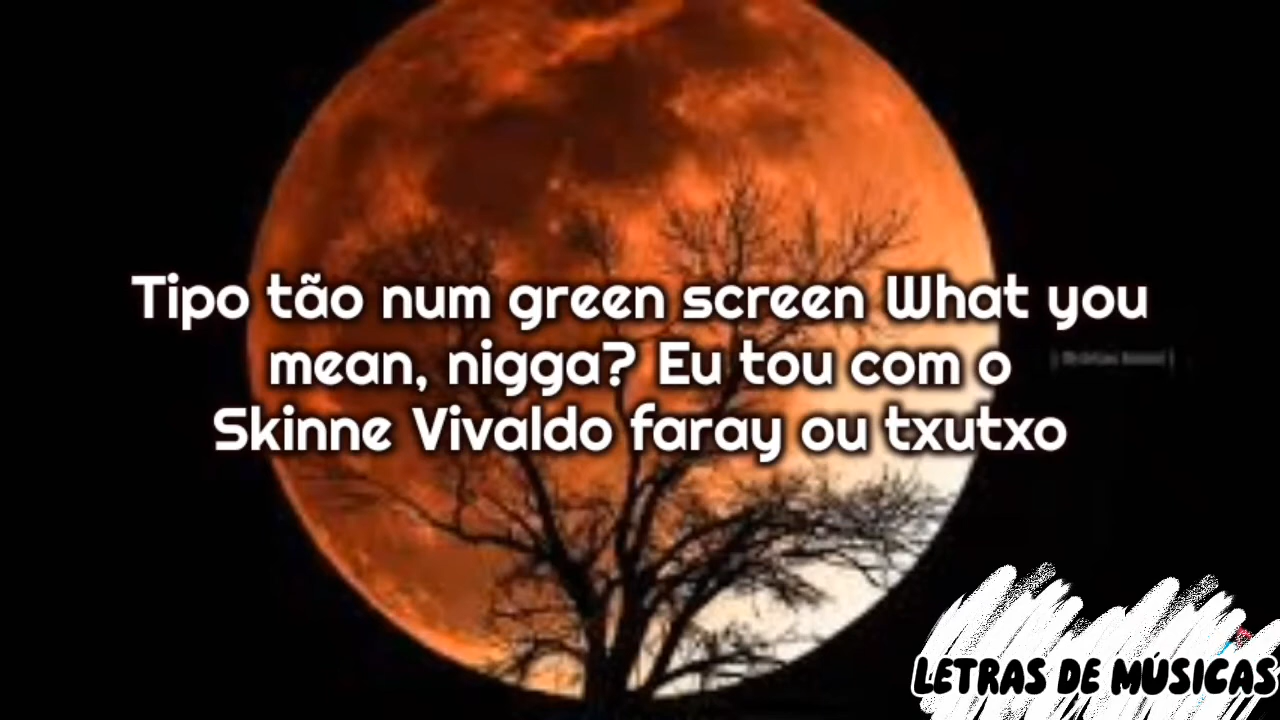 Tipo tão num green screen What you
mean, nigga? Eu tou com o
Skinne Vivaldo faray ou txutxo
LETRAS DE MÚSICAS